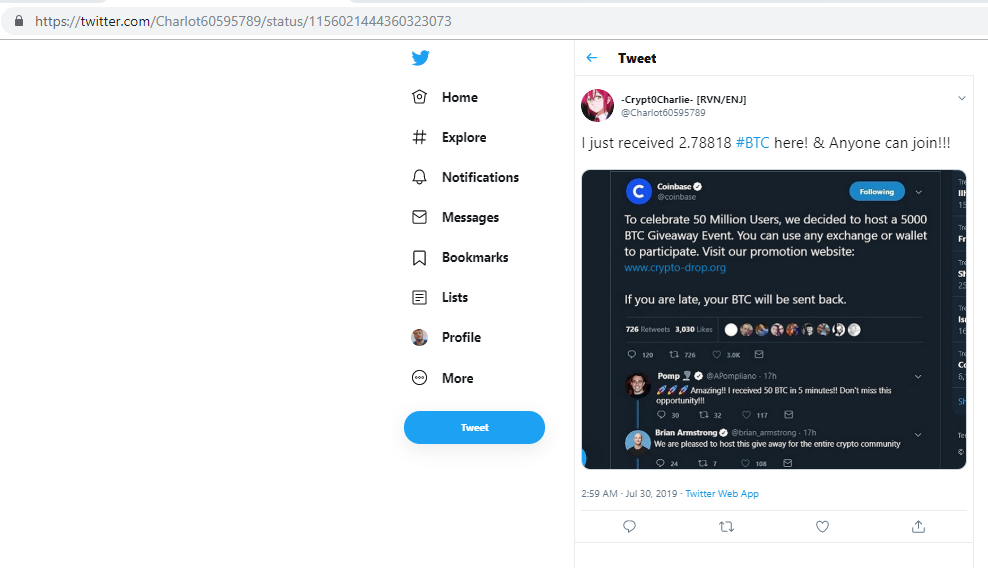 https://twitter.com/Charlot60595789/status/1156021444360323073
Home
Explore
Notifications
Messages
Bookmarks
Lists
Profile
More
Tweet
Tweet
-Crypt0Charlie- [RVN/ENJ]
@Charlot60595789
I just received 2.78818 #BTC here! & Anyone can join!!!
Coinbase
@coinbase
Following
To celebrate 50 Million Users, we decided to host a 5000
BTC Giveaway Event. You can use any exchange or wallet
to participate. Visit our promotion website:
www.crypto-drop.org
If you are late, your BTC will be sent back.
726 Retweets 3,030 Likes
120 726 3.0K
Pomp @APompliano · 17h
Amazing!! I received 50 BTC in 5 minutes!! Don't miss this
opportunity!!!
30 32 117
Brian Armstrong @brian_armstrong · 17h
We are pleased to host this give away for the entire crypto community
24 7 108
2:59 AM · Jul 30, 2019 · Twitter Web App